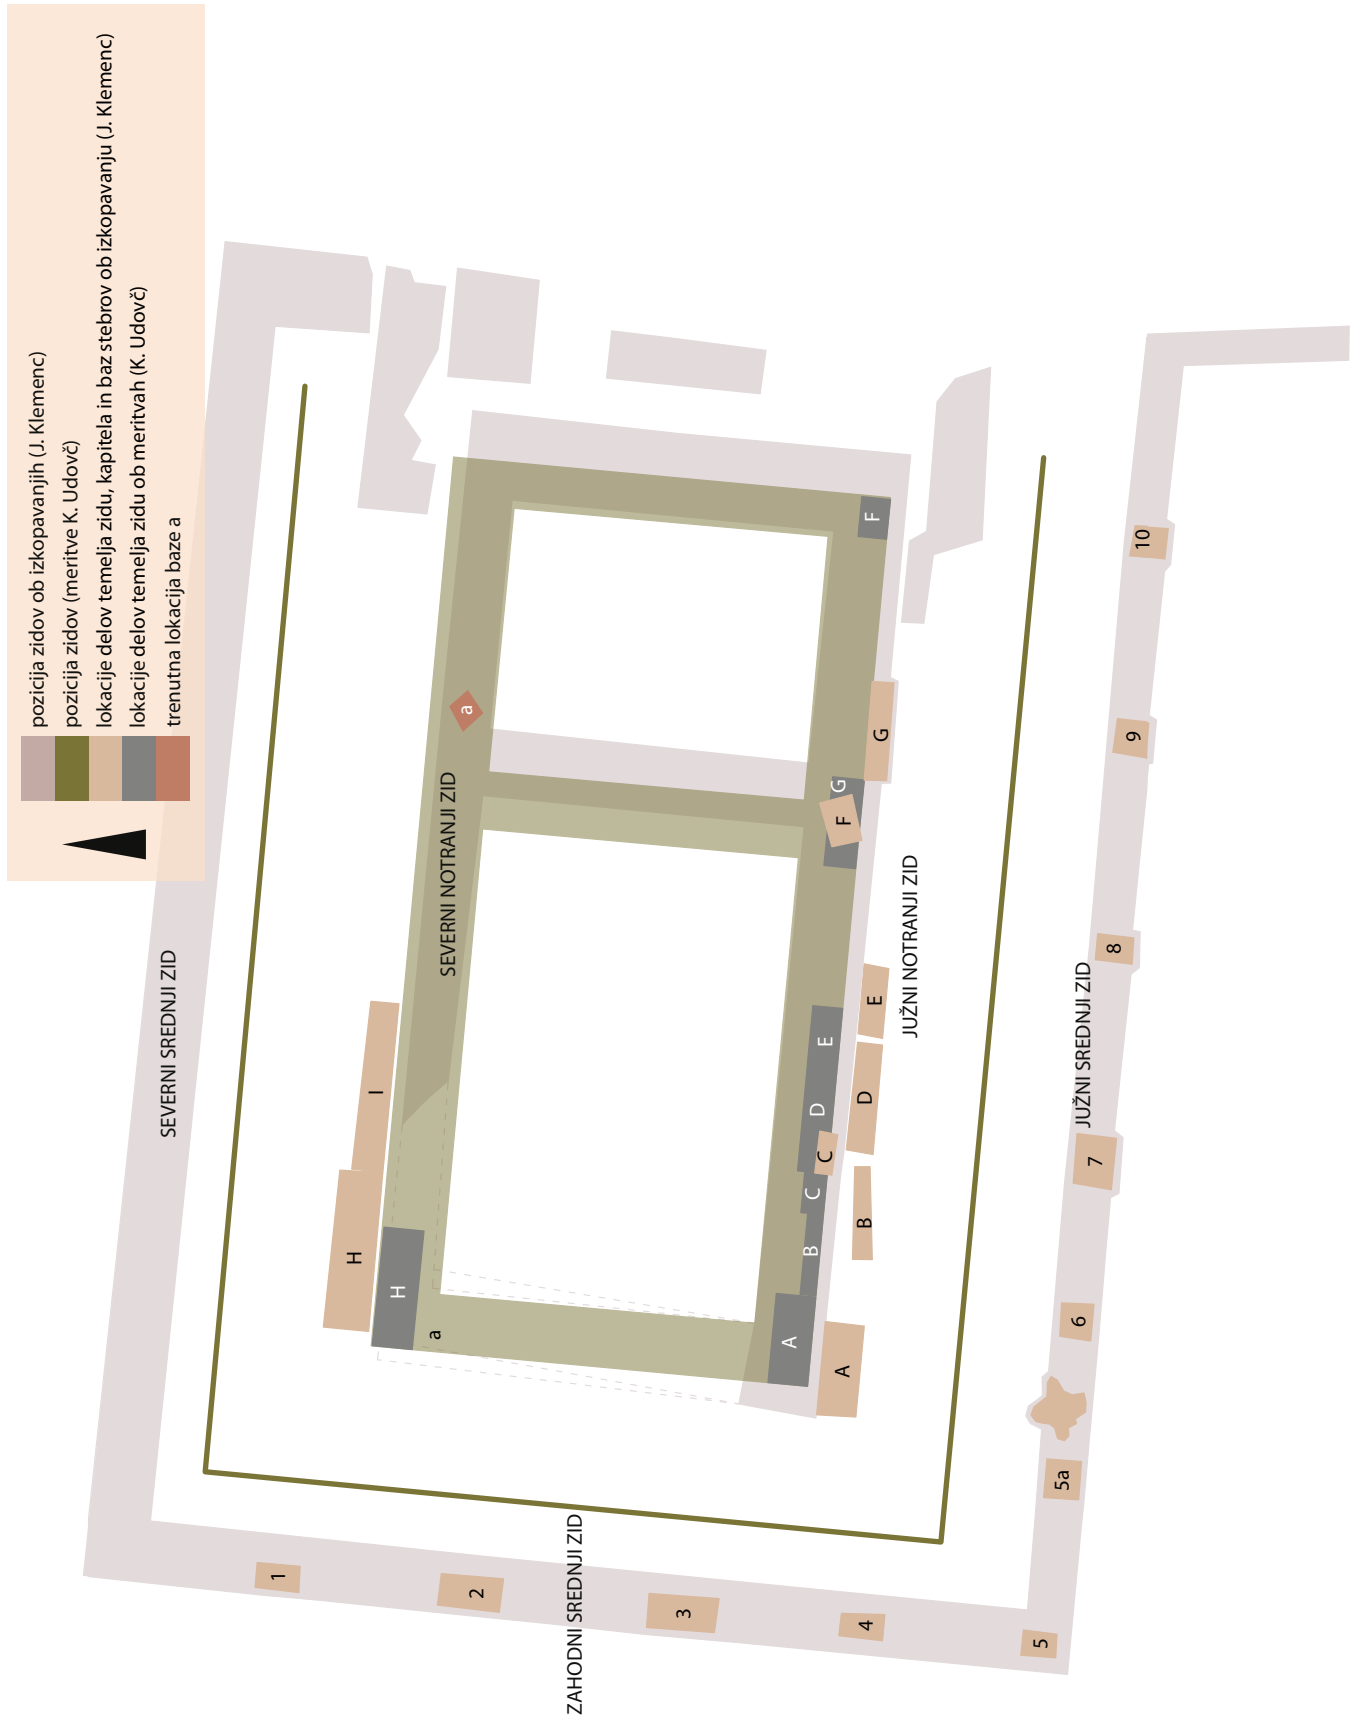 pozicija zidov ob izkopavanjih (J. Klemenc)
pozicija zidov (meritve K. Udovč)
lokacije delov temelja zidu, kapitela in baz stebrov ob izkopavanju (J. Klemenc)
lokacije delov temelja zidu ob meritvah (K. Udovč)
trenutna lokacija baze a
SEVERNI SREDNJI ZID
SEVERNI NOTRANJI ZID
JUŽNI NOTRANJI ZID
JUŽNI SREDNJI ZID
ZAHODNI SREDNJI ZID
I
H
H
a
a
F
G
G
F
E
E
D
D
C
C
B
B
A
A
1
2
3
4
5
5a
6
7
8
9
10